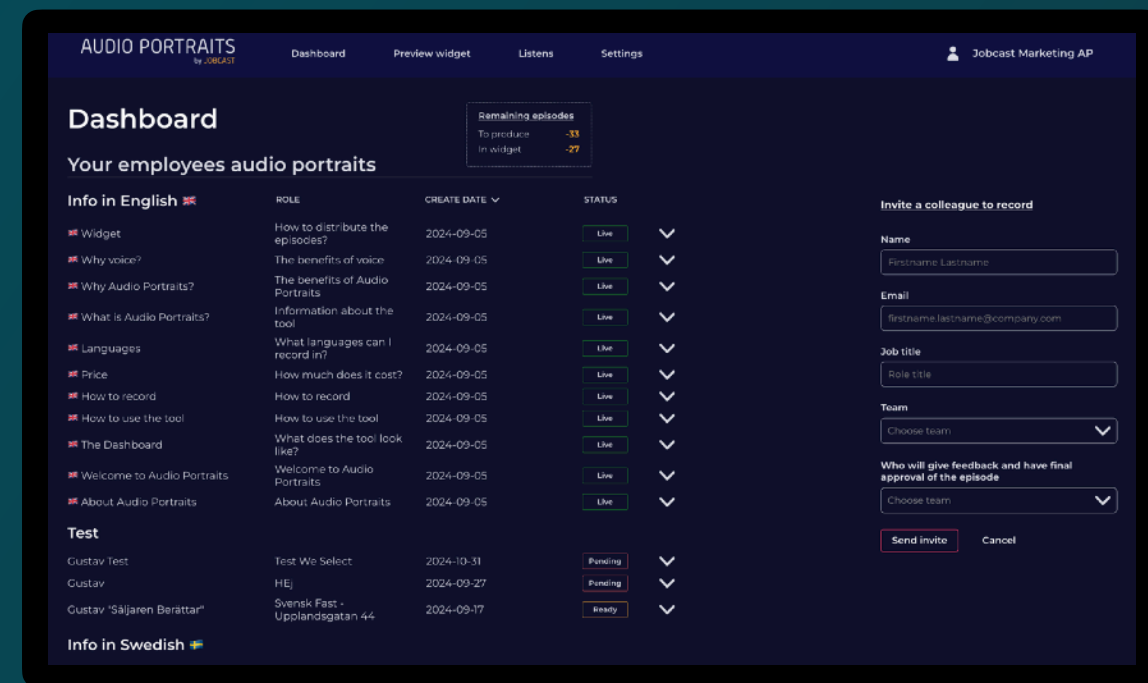 AUDIO PORTRAITS
by JOBCAST
Dashboard
Preview widget
Listens
Settings
Jobcast Marketing AP
Dashboard
Remaining episodes
To produce -33
In widget -27
Your employees audio portraits
Info in English
ROLE
CREATE DATE
STATUS
Widget
How to distribute the
episodes?
2024-09-05
Live
Why voice?
The benefits of voice
2024-09-05
Live
Why Audio Portraits?
The benefits of Audio
Portraits
2024-09-05
Live
What is Audio Portraits?
Information about the
tool
2024-09-05
Live
Languages
What languages can I
record in?
2024-09-05
Live
Price
How much does it cost?
2024-09-05
Live
How to record
How to record
2024-09-05
Live
How to use the tool
How to use the tool
2024-09-05
Live
The Dashboard
What does the tool look
like?
2024-09-05
Live
Welcome to Audio Portraits
Welcome to Audio
Portraits
2024-09-05
Live
About Audio Portraits
About Audio Portraits
2024-09-05
Live
Test
Gustav Test
Test We Select
2024-10-31
Pending
Gustav
HEj
2024-09-27
Pending
Gustav "Säljaren Berättar"
Svensk Fast -
Upplandsgatan 44
2024-09-17
Ready
Info in Swedish
Invite a colleague to record
Name
Firstname Lastname
Email
firstname.lastname@company.com
Job title
Role title
Team
Choose team
Who will give feedback and have final
approval of the episode
Choose team
Send invite
Cancel